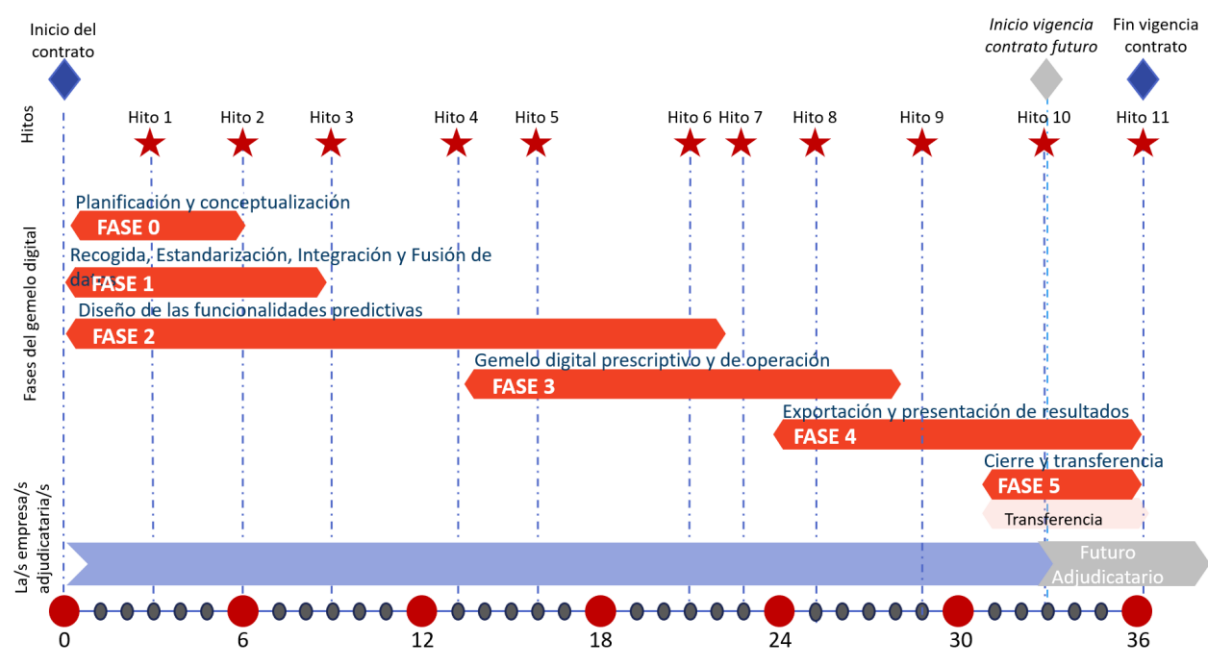 Inicio del
contrato
Inicio vigencia
contrato futuro
Fin vigencia
contrato
Hitos
Hito 1
Hito 2
Hito 3
Hito 4
Hito 5
Hito 6
Hito 7
Hito 8
Hito 9
Hito 10
Hito 11
Fases del gemelo digital
Planificación y conceptualización
FASE 0
Recogida, Estandarización, Integración y Fusión de
datos
FASE 1
Diseño de las funcionalidades predictivas
FASE 2
Gemelo digital prescriptivo y de operación
FASE 3
Exportación y presentación de resultados
FASE 4
Cierre y transferencia
FASE 5
Transferencia
La/s empresa/s
adjudicataria/s
Futuro
Adjudicatario
0
6
12
18
24
30
36